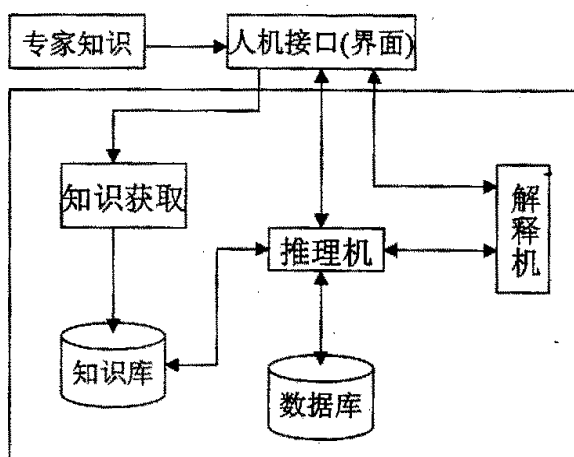 专家知识
人机接口(界面)
知识获取
解释机
推理机
知识库
数据库